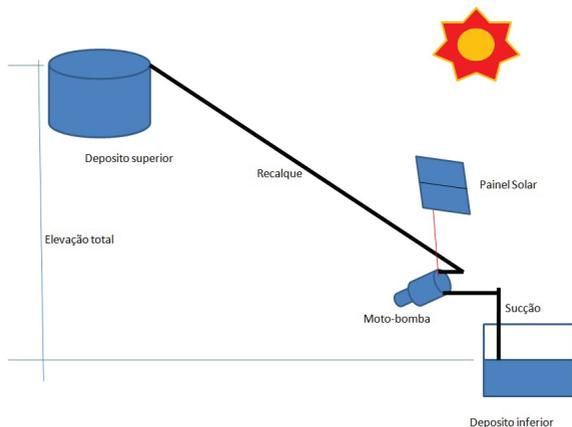 Deposito superior
Recalque
Painel Solar
Elevação total
Sucção
Moto-bomba
Deposito inferior